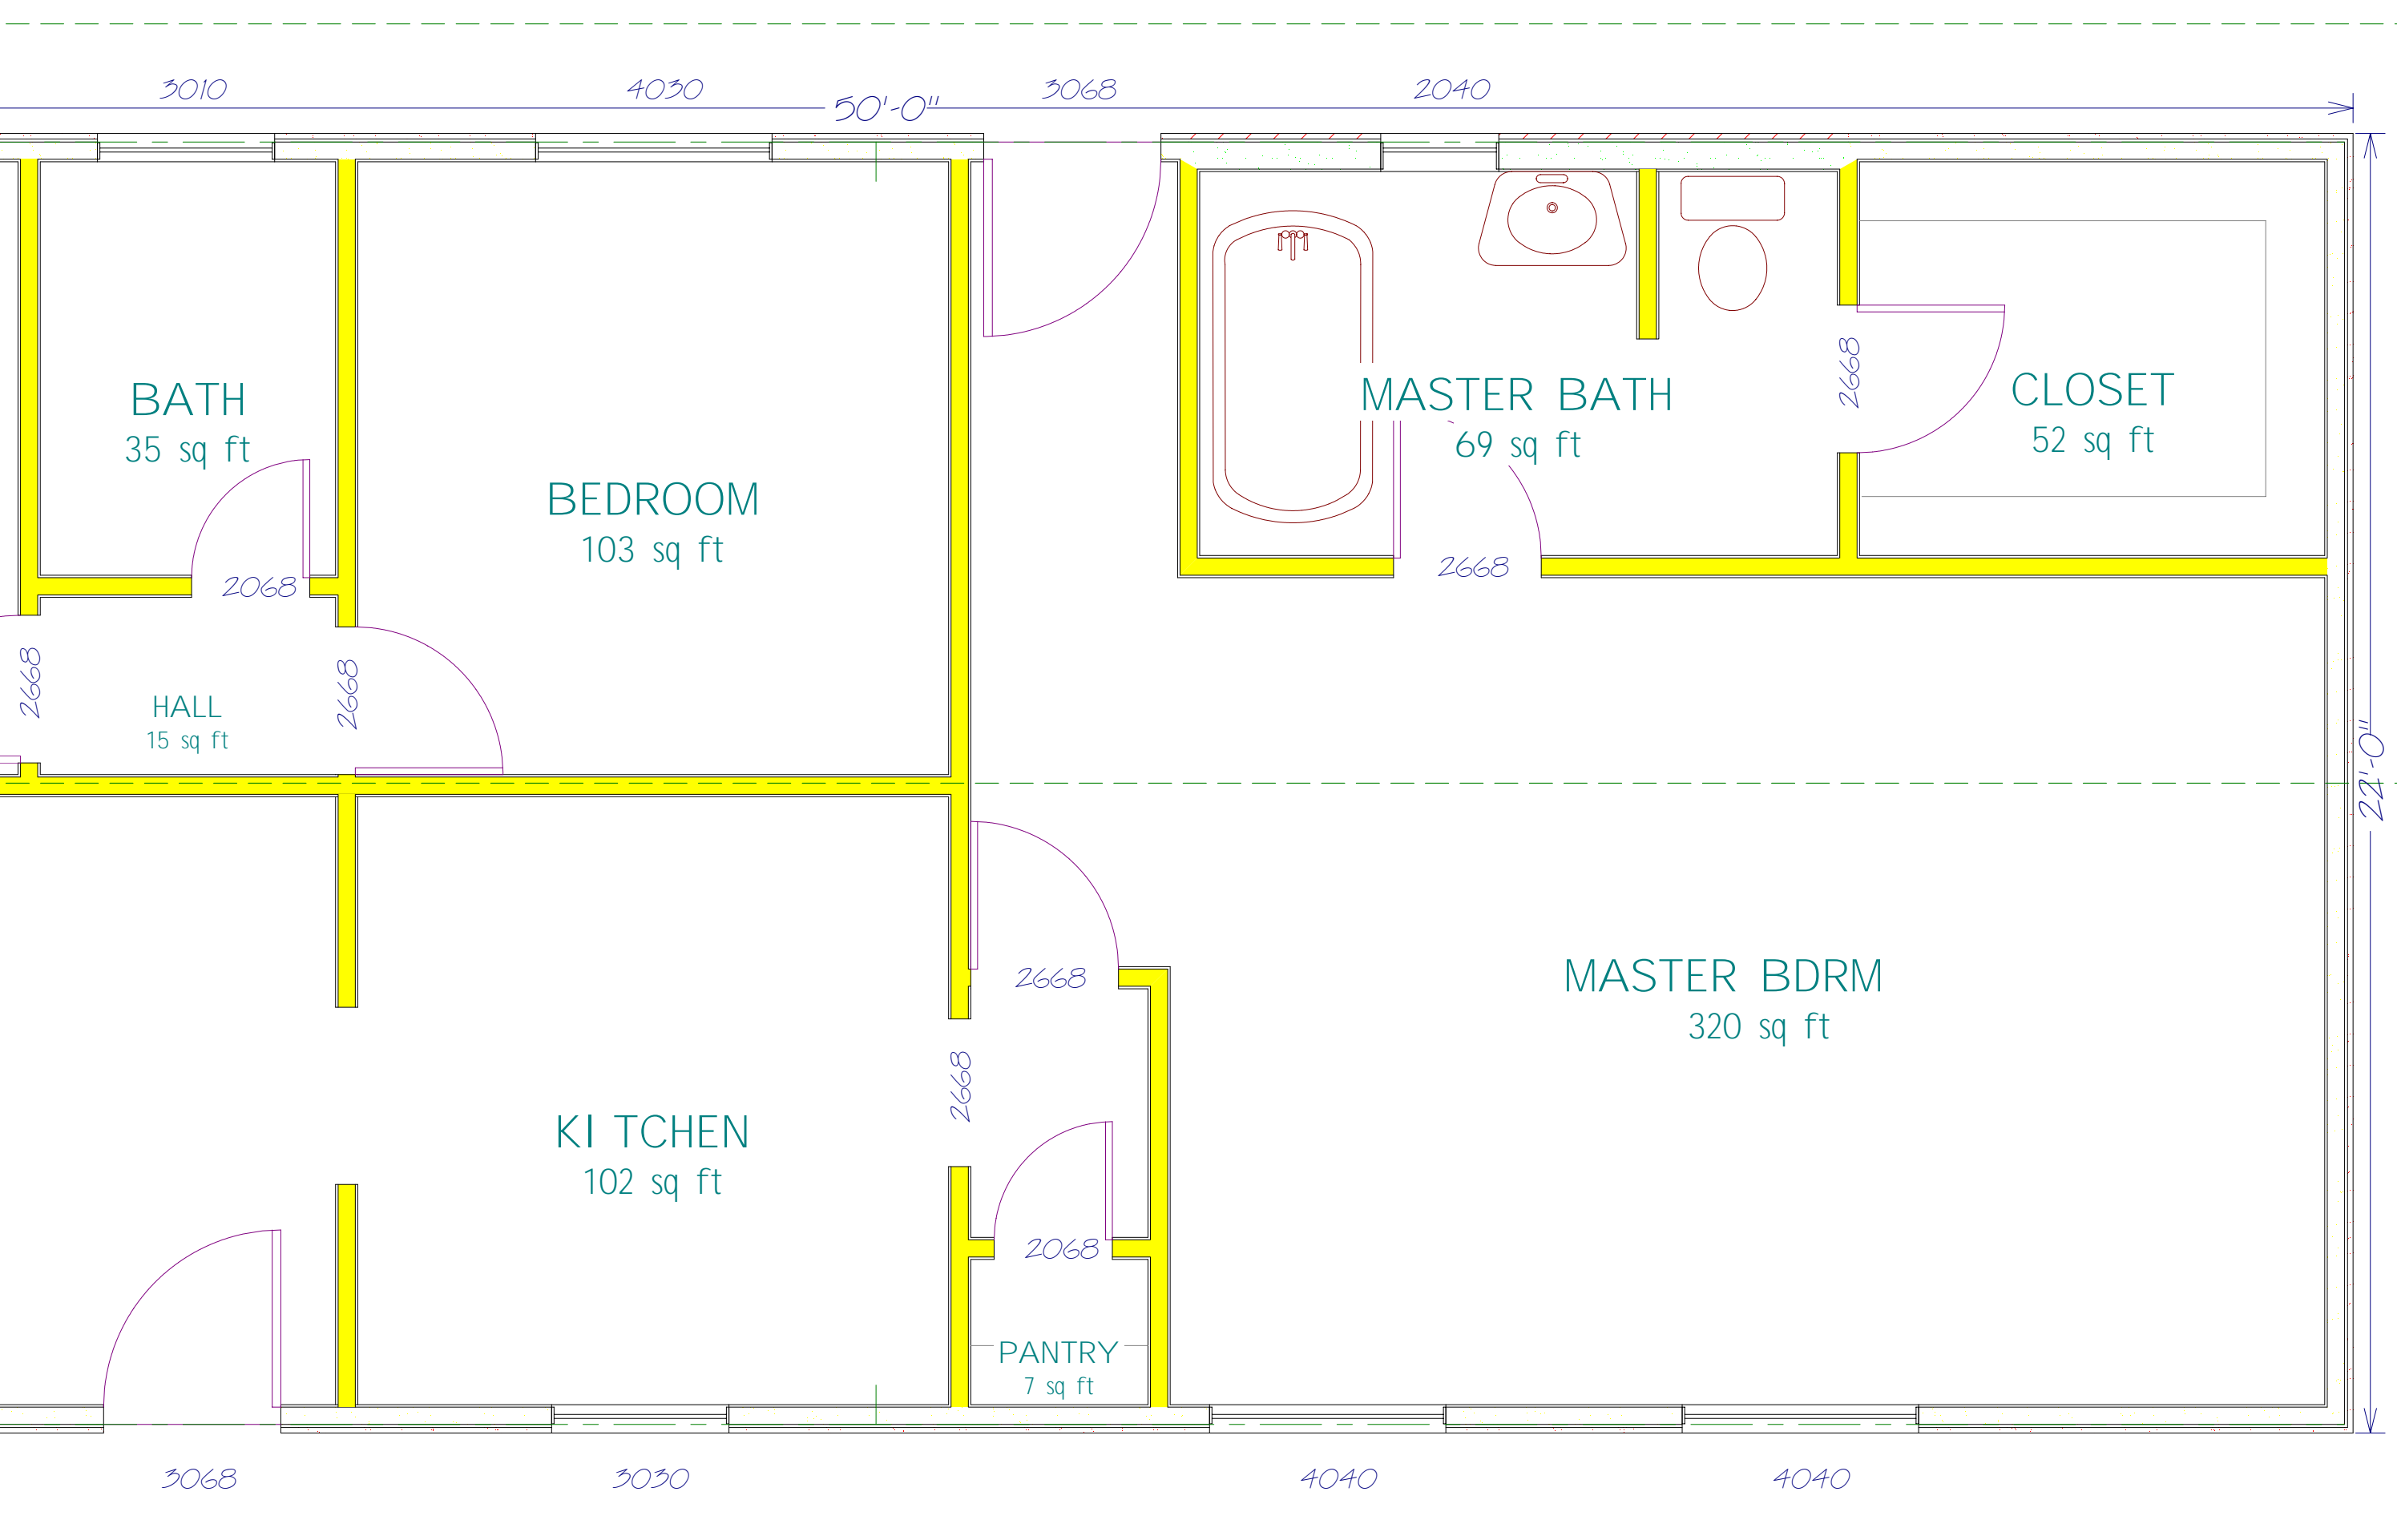 3010
4030
3068
2040
50'-0"
BATH
35 sq ft
BEDROOM
103 sq ft
MASTER BATH
69 sq ft
2668
CLOSET
52 sq ft
2068
2668
2668
2668
HALL
15 sq ft
22'-0"
2668
MASTER BDRM
320 sq ft
2668
KI TCHEN
102 sq ft
2068
PANTRY
7 sq ft
3068
3030
4040
4040